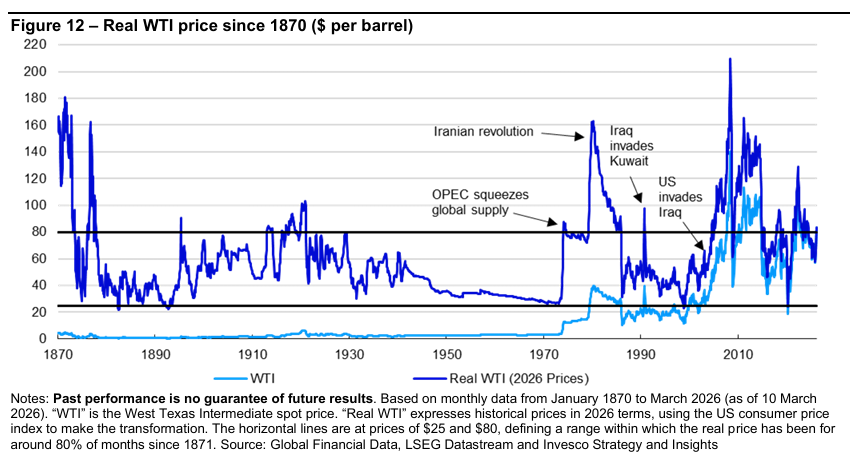 Figure 12 – Real WTI price since 1870 ($ per barrel)
220
200
180
160
140
120
100
80
60
40
20
0
Iranian revolution
Iraq
invades
Kuwait
OPEC squeezes
global supply
US
invades
Iraq
1870 1890 1910 1930 1950 1970 1990 2010
WTI Real WTI (2026 Prices)
Notes: Past performance is no guarantee of future results. Based on monthly data from January 1870 to March 2026 (as of 10 March
2026). “WTI” is the West Texas Intermediate spot price. “Real WTI” expresses historical prices in 2026 terms, using the US consumer price
index to make the transformation. The horizontal lines are at prices of $25 and $80, defining a range within which the real price has been for
around 80% of months since 1871. Source: Global Financial Data, LSEG Datastream and Invesco Strategy and Insights